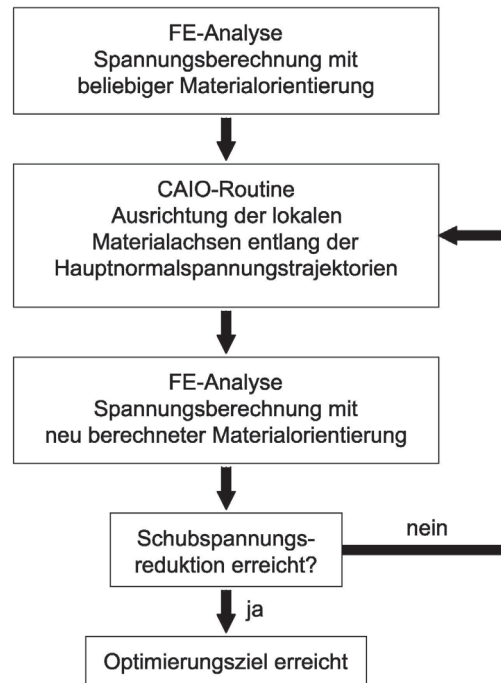 FE-Analyse
Spannungsberechnung mit
beliebiger Materialorientierung
CAIO-Routine
Ausrichtung der lokalen
Materialachsen entlang der
Hauptnormalspannungstrajektorien
FE-Analyse
Spannungsberechnung mit
neu berechneter Materialorientierung
Schubspannungs-
reduktion erreicht?
nein
ja
Optimierungsziel erreicht